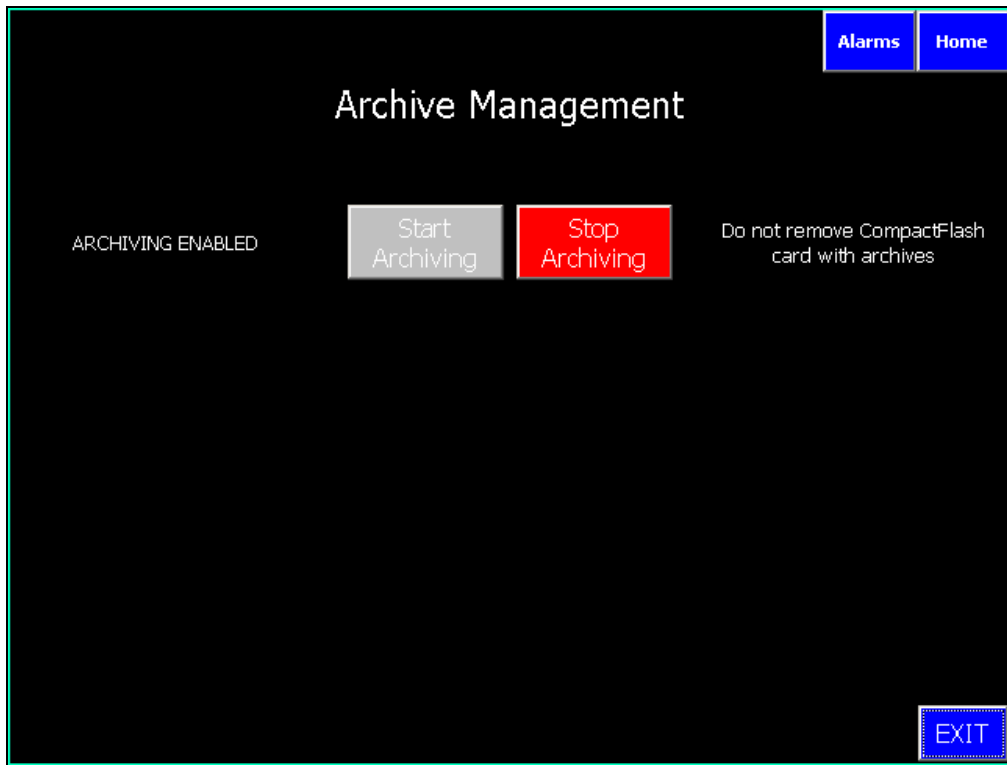 Alarms
Home
Archive Management
ARCHIVING ENABLED
Start
Archiving
Stop
Archiving
Do not remove CompactFlash
card with archives
EXIT